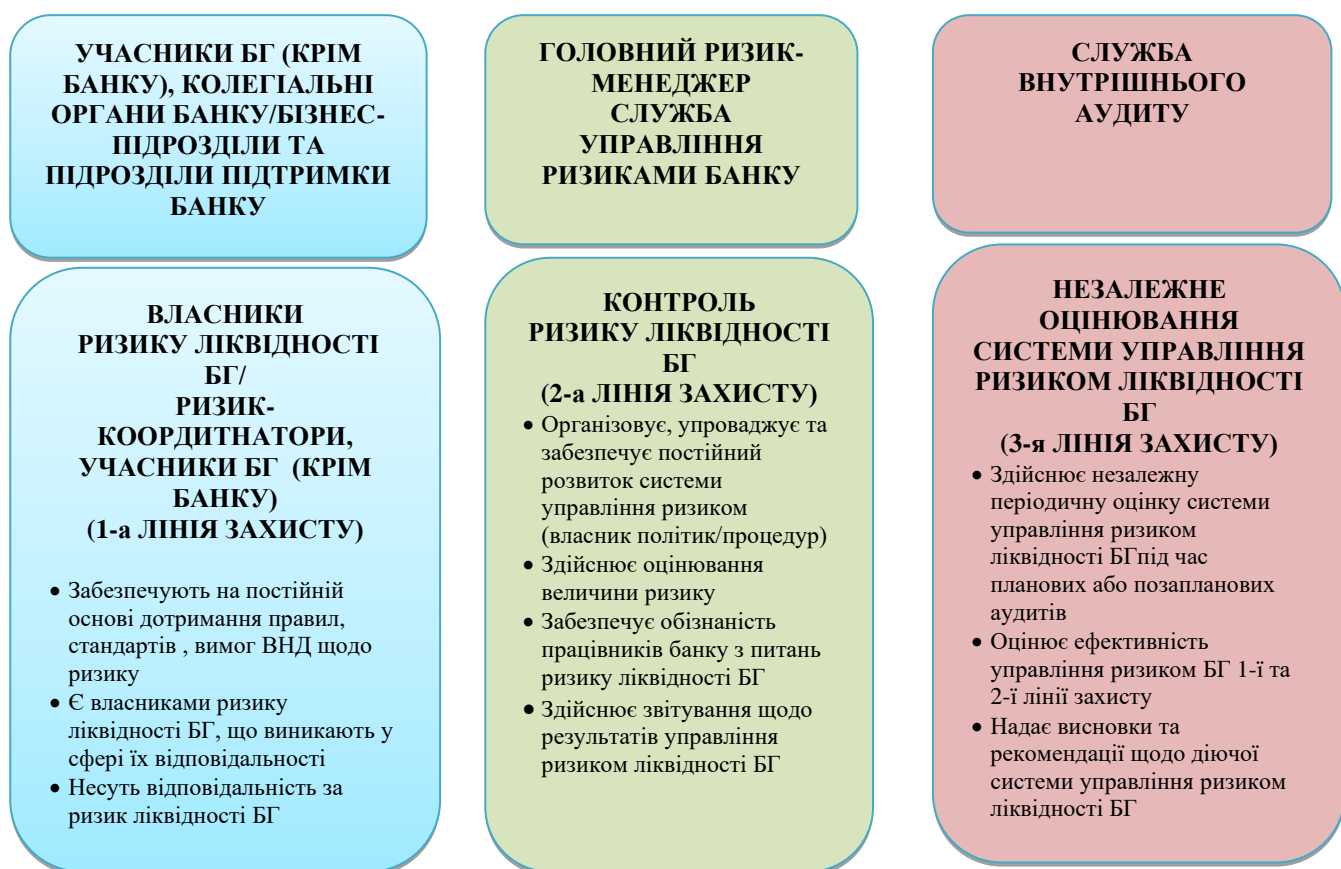 УЧАСНИКИ БГ (КРІМ
БАНКУ), КОЛЕГІАЛЬНІ
ОРГАНИ БАНКУ/БІЗНЕС-
ПІДРОЗДІЛИ ТА
ПІДРОЗДІЛИ ПІДТРИМКИ
БАНКУ
ВЛАСНИКИ
РИЗИКУ ЛІКВІДНОСТІ
БГ/
РИЗИК-
КООРДИТНАТОРИ,
УЧАСНИКИ БГ (КРІМ
БАНКУ)
(1-а ЛІНІЯ ЗАХИСТУ)
• Забезпечують на постійній
основі дотримання правил,
стандартів , вимог ВНД щодо
ризику
• Є власниками ризику
ліквідності БГ, що виникають у
сфері їх відповідальності
• Несуть відповідальність за
ризик ліквідності БГ
ГОЛОВНИЙ РИЗИК-
МЕНЕДЖЕР
СЛУЖБА
УПРАВЛІННЯ
РИЗИКАМИ БАНКУ
КОНТРОЛЬ
РИЗИКУ ЛІКВІДНОСТІ
БГ
(2-а ЛІНІЯ ЗАХИСТУ)
• Організовує, упроваджує та
забезпечує постійний
розвиток системи
управління ризиком
(власник політик/процедур)
• Здійснює оцінювання
величини ризику
• Забезпечує обізнаність
працівників банку з питань
ризику ліквідності БГ
• Здійснює звітування щодо
результатів управління
ризиком ліквідності БГ
СЛУЖБА
ВНУТРІШНЬОГО
АУДИТУ
НЕЗАЛЕЖНЕ
ОЦІНЮВАННЯ
СИСТЕМИ УПРАВЛІННЯ
РИЗИКОМ ЛІКВІДНОСТІ
БГ
(3-я ЛІНІЯ ЗАХИСТУ)
• Здійснює незалежну
періодичну оцінку системи
управління ризиком
ліквідності БГпід час
планових або позапланових
аудитів
• Оцінює ефективність
управління ризиком БГ 1-ї та
2-ї лінії захисту
• Надає висновки та
рекомендації щодо діючої
системи управління ризиком
ліквідності БГ